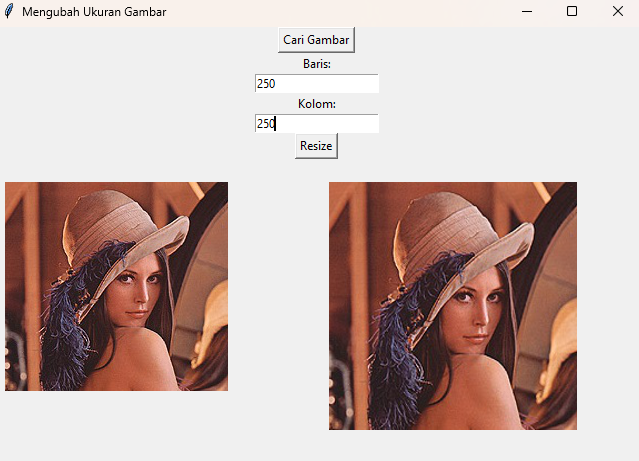 Mengubah Ukuran Gambar
Cari Gambar
Baris:
250
Kolom:
250
Resize